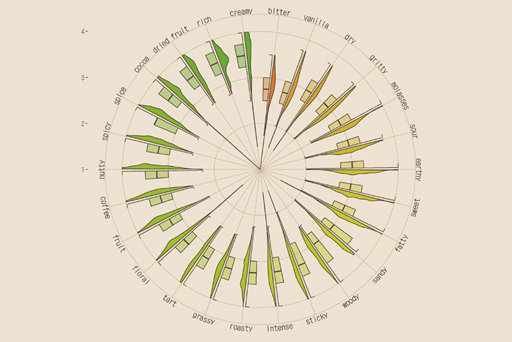 creamy
bitter
vanilla
dry
gritty
molasses
sour
earthy
sweet
fatty
sandy
woody
sticky
intense
roasty
grassy
tart
floral
fruit
coffee
nutty
spicy
spice
cocoa
dried fruit
rich
4-
3-
2-
1-